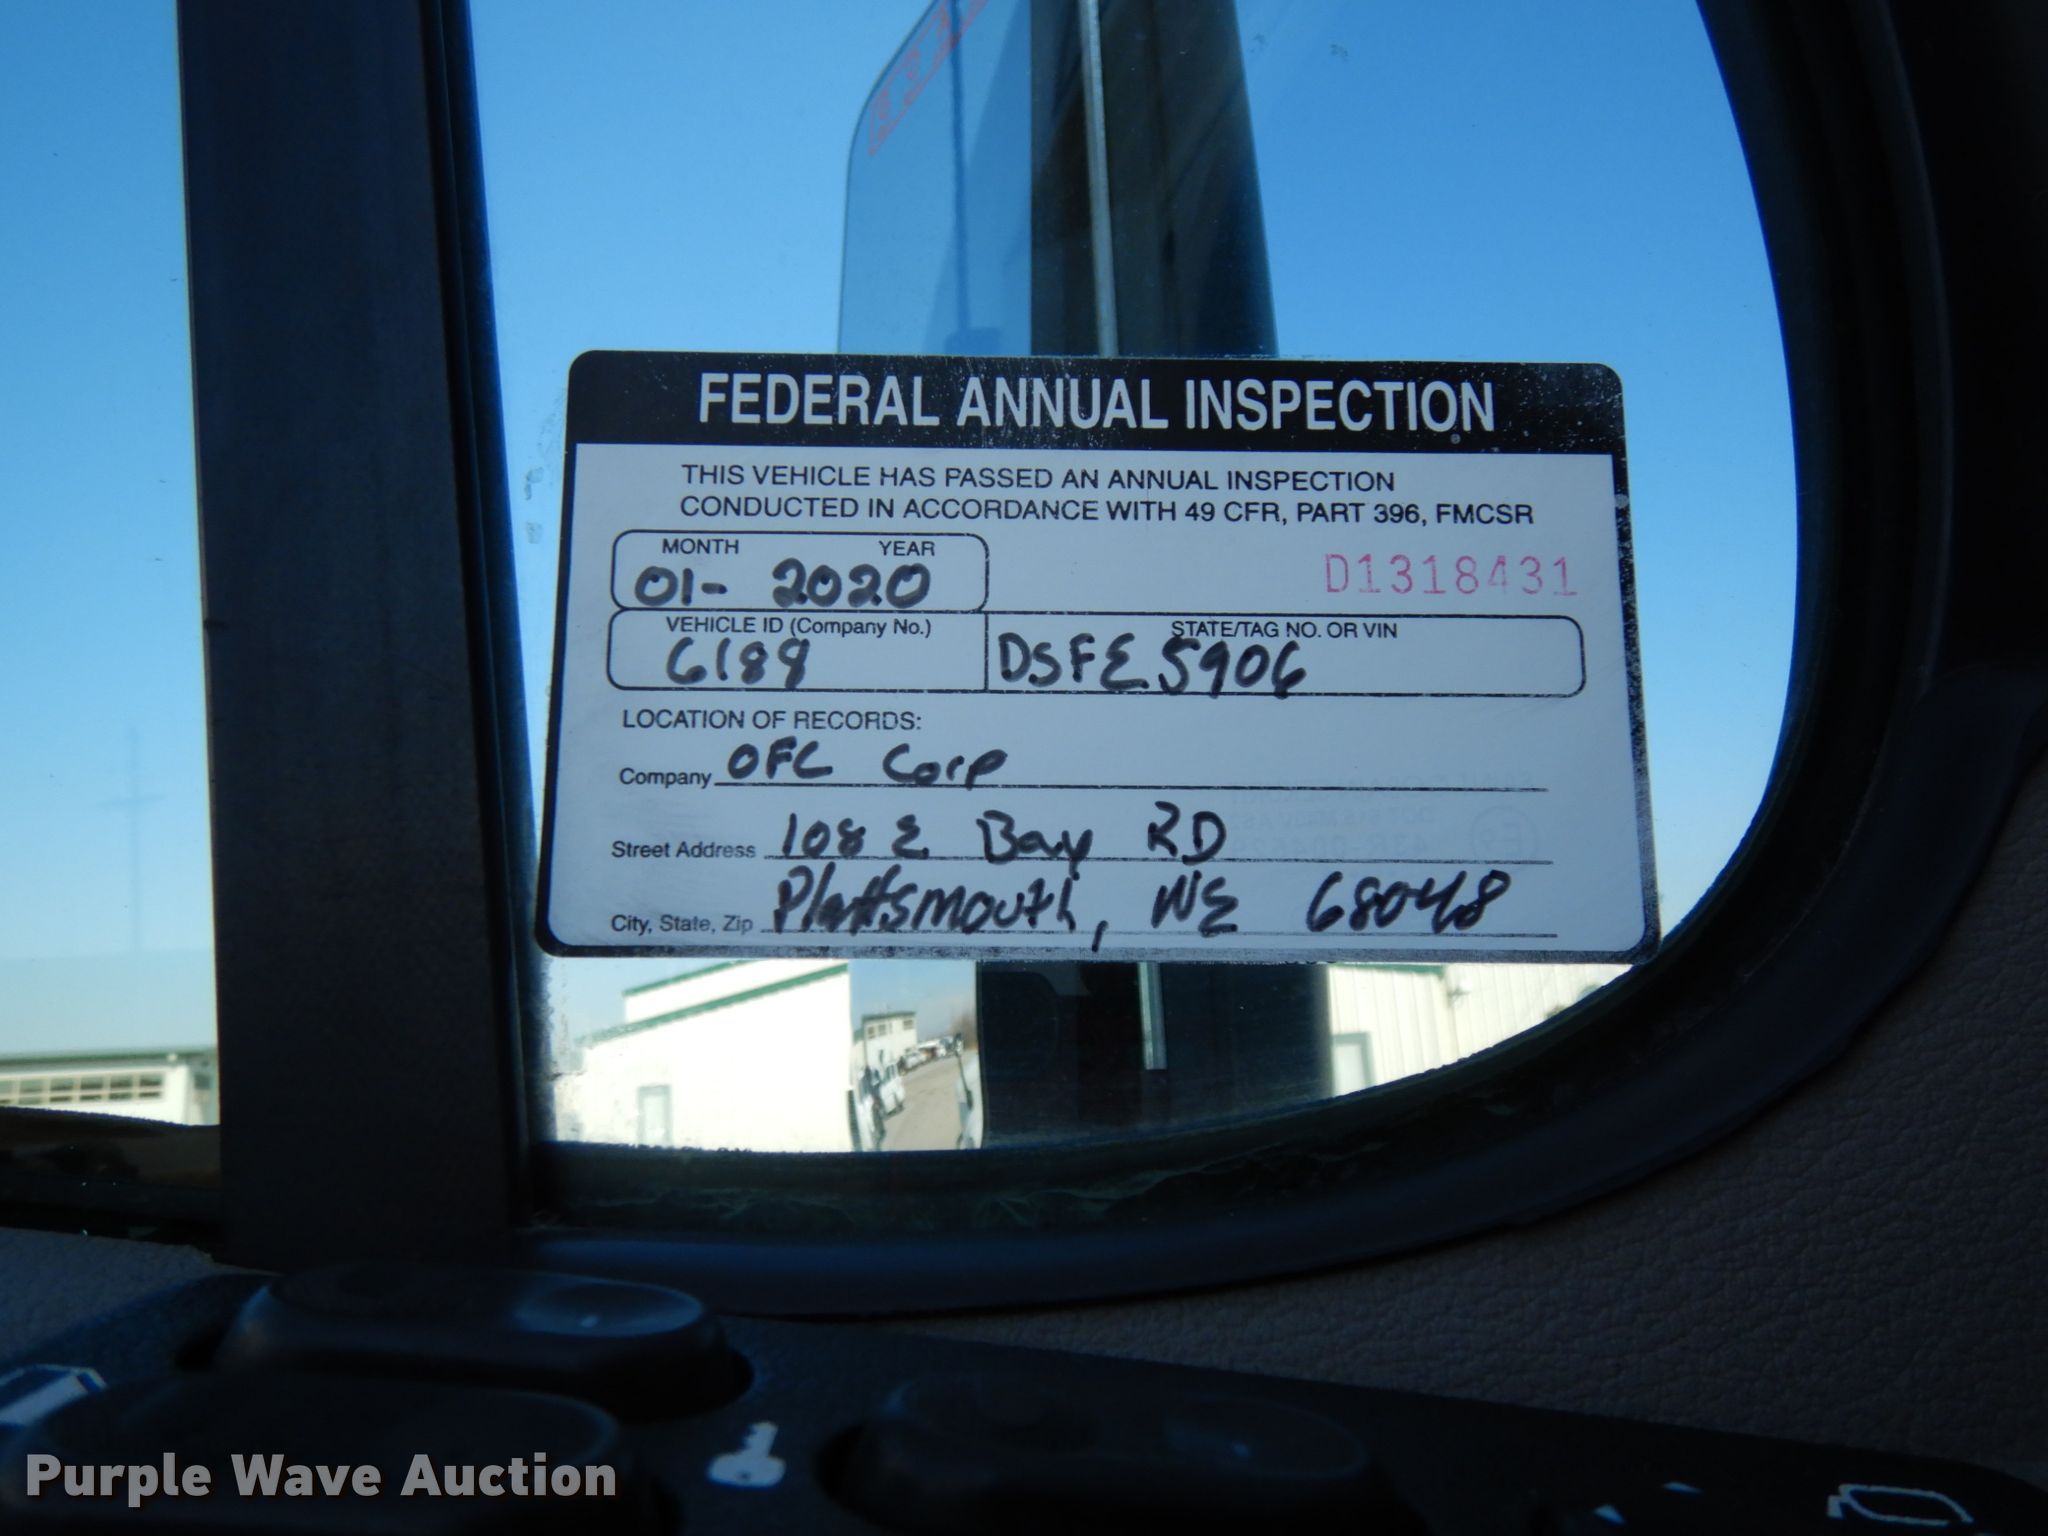 FEDERAL ANNUAL INSPECTION
THIS VEHICLE HAS PASSED AN ANNUAL INSPECTION
CONDUCTED IN ACCORDANCE WITH 49 CFR, PART 396, FMCSR
MONTH YEAR
01- 2020
D1318431
VEHICLE ID (Company No.)
6188
STATE/TAG NO. OR VIN
DSFE5906
LOCATION OF RECORDS:
Company OFC Corp
Street Address 108 E Bay RD
City, State, Zip Plattsmouth, NE 68048
Purple Wave Auction